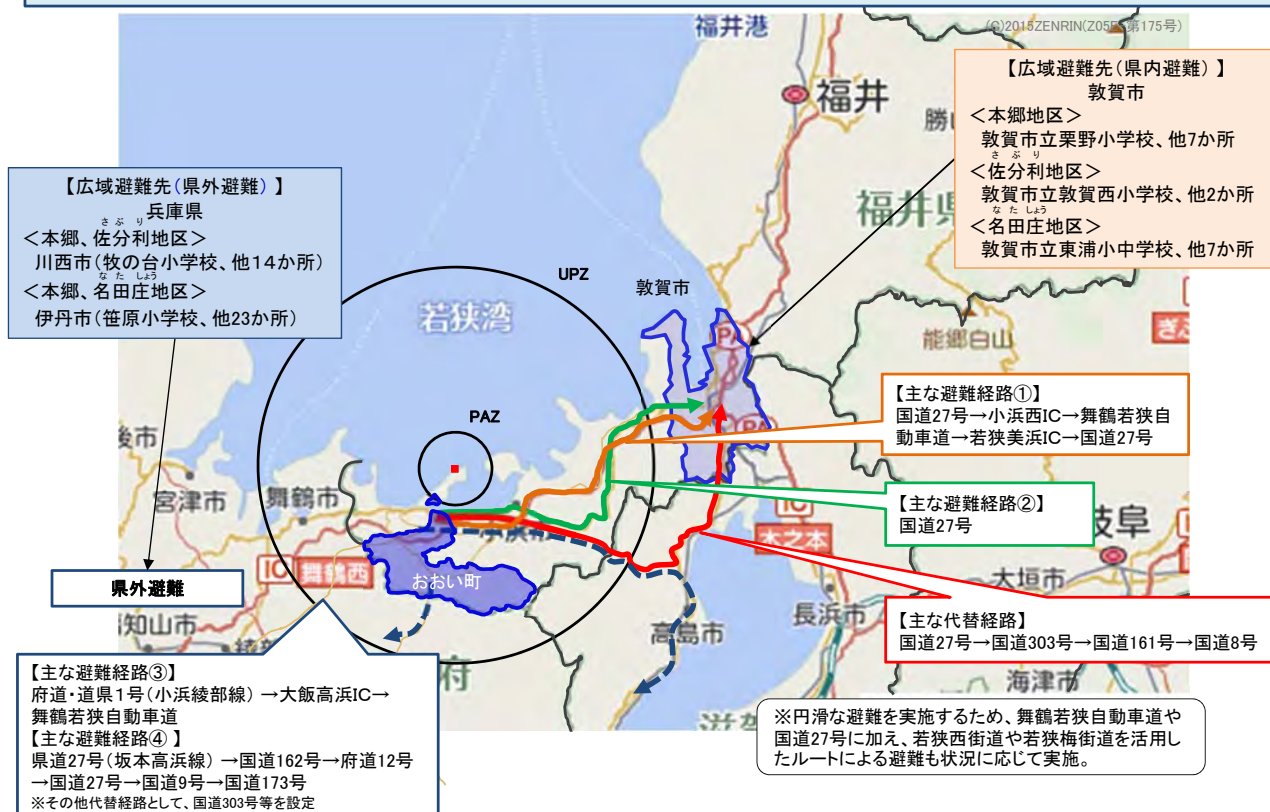 (C)2015ZENRIN(Z05E-第175号)
福井港
福井
勝山
【広域避難先(県内避難) 】
敦賀市
<本郷地区>
敦賀市立粟野小学校、他7か所
さ ぶ り
<佐分利地区>
敦賀市立敦賀西小学校、他2か所
な た しょう
<名田庄地区>
敦賀市立東浦小中学校、他7か所
福井県
【広域避難先(県外避難) 】
兵庫県
さ ぶ り
<本郷、佐分利地区>
川西市(牧の台小学校、他14か所)
な た しょう
<本郷、名田庄地区>
伊丹市(笹原小学校、他23か所)
UPZ
敦賀市
若狭湾
PA
能郷白山
ぎふ
PAZ
【主な避難経路①】
国道27号→小浜西IC→舞鶴若狭自
動車道→若狭美浜IC→国道27号
PA
後市
宮津市
舞鶴市
小浜市
【主な避難経路②】
国道27号
IC
木之本
岐阜
IC
舞鶴西
おおい町
大垣市
県外避難
長浜市
高島市
【主な代替経路】
国道27号→国道303号→国道161号→国道8号
知山市
綾部
府
海津市
滋賀
【主な避難経路③】
府道・道県1号(小浜綾部線) →大飯高浜IC→
舞鶴若狭自動車道
【主な避難経路④ 】
県道27号(坂本高浜線) →国道162号→府道12号
→国道27号→国道9号→国道173号
※その他代替経路として、国道303号等を設定
※円滑な避難を実施するため、舞鶴若狭自動車道や
国道27号に加え、若狭西街道や若狭梅街道を活用し
たルートによる避難も状況に応じて実施。